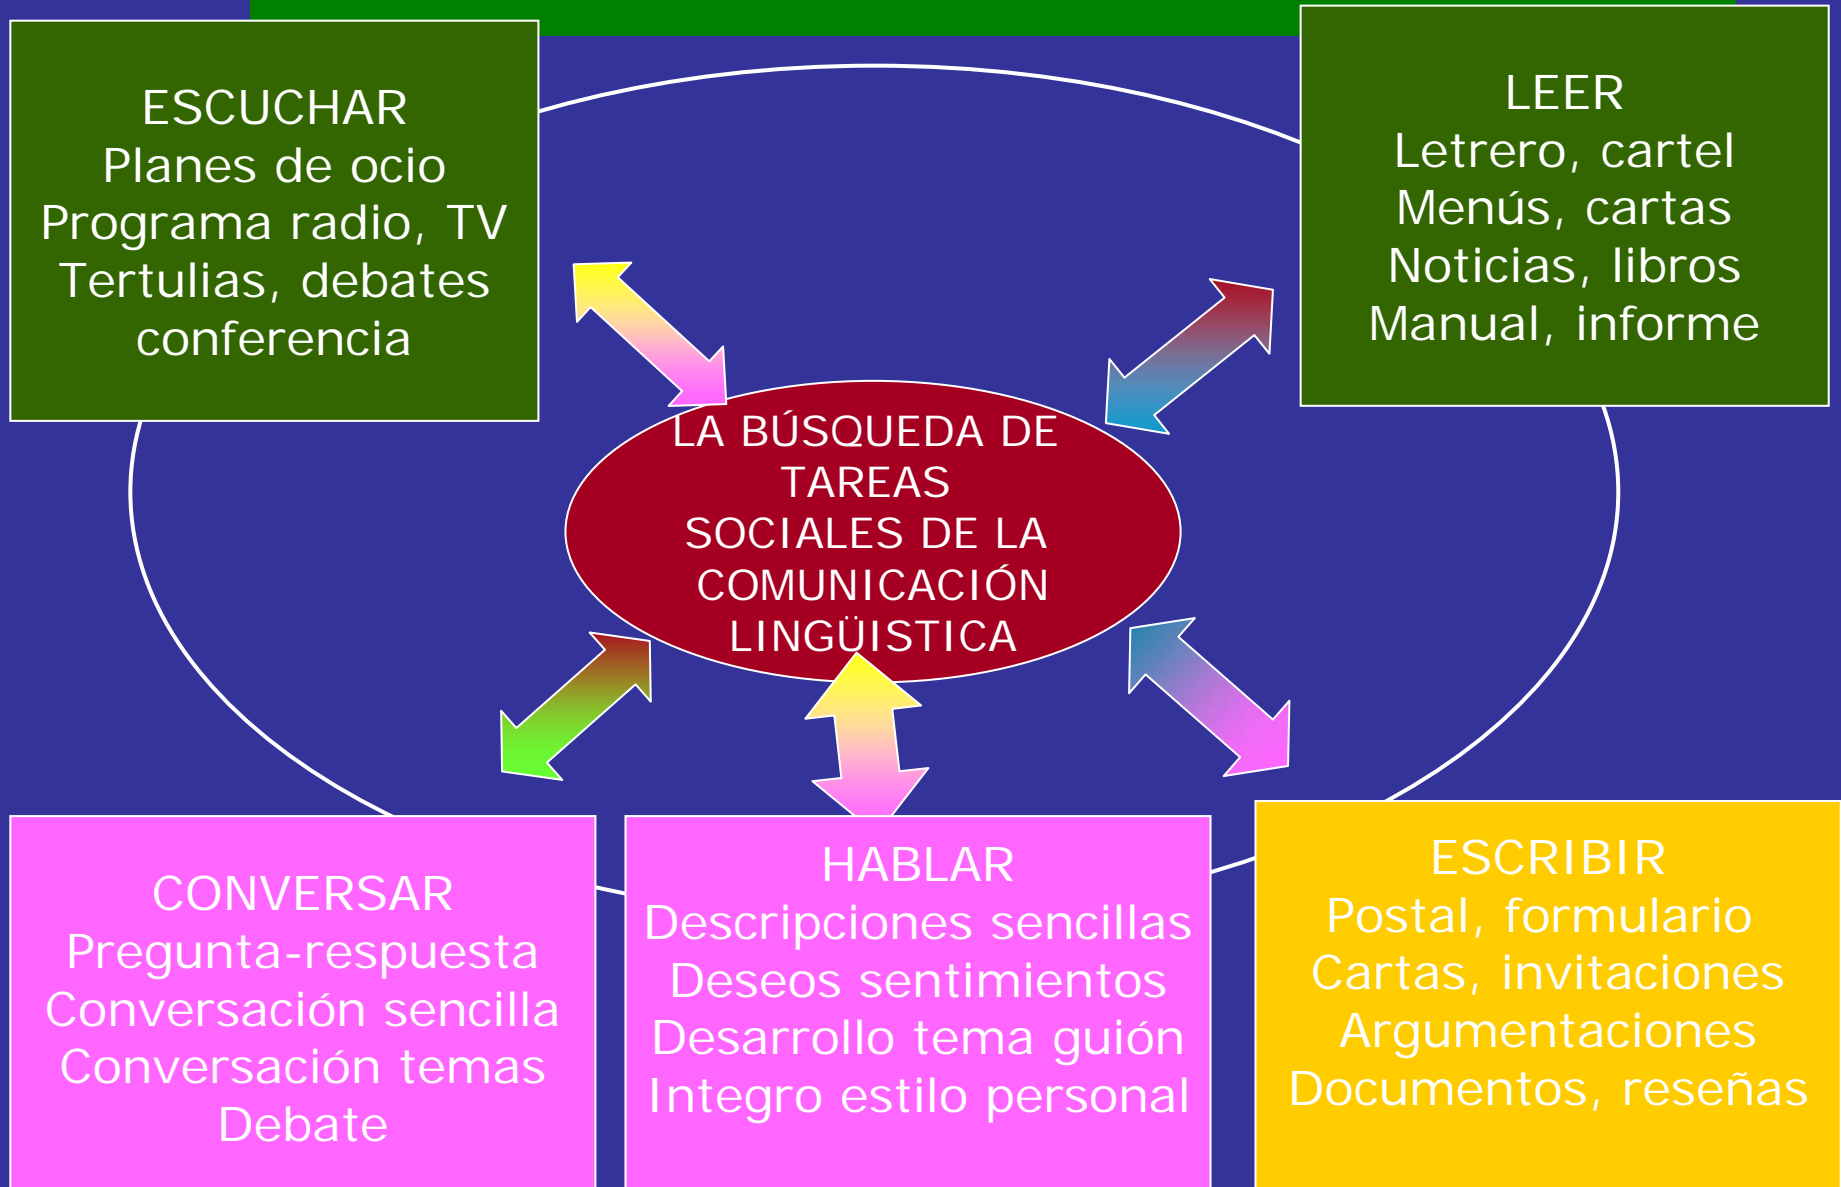 ESCUCHAR
Planes de ocio
Programa radio, TV
Tertulias, debates
conferencia
LEER
Letrero, cartel
Menús, cartas
Noticias, libros
Manual, informe
LA BÚSQUEDA DE
TAREAS
SOCIALES DE LA
COMUNICACIÓN
LINGÜISTICA
CONVERSAR
Pregunta-respuesta
Conversación sencilla
Conversación temas
Debate
HABLAR
Descripciones sencillas
Deseos sentimientos
Desarrollo tema guión
Integro estilo personal
ESCRIBIR
Postal, formulario
Cartas, invitaciones
Argumentaciones
Documentos, reseñas